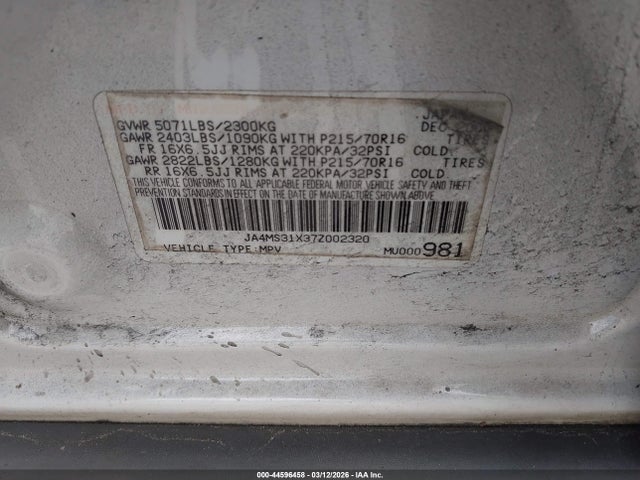 GVWR 5071LBS/2300KG DEC
GAWR 2403LBS/1090KG WITH P215/70R16 TIRES
FR 16X6.5JJ RIMS AT 220KPA/32PSI COLD
GAWR 2822LBS/1280KG WITH P215/70R16 TIRES
RR 16X6.5JJ RIMS AT 220KPA/32PSI COLD
THIS VEHICLE CONFORMS TO ALL APPLICABLE FEDERAL MOTOR VEHICLE SAFETY AND THEFT
PREVENTION STANDARDS IN EFFECT ON THE DATE OF MANUFACTURE SHOWN ABOVE.
JA4MS31X37Z002320
VEHICLE TYPE:MPV MU000981
000-44596458 - 03/12/2026 - IAA Inc.